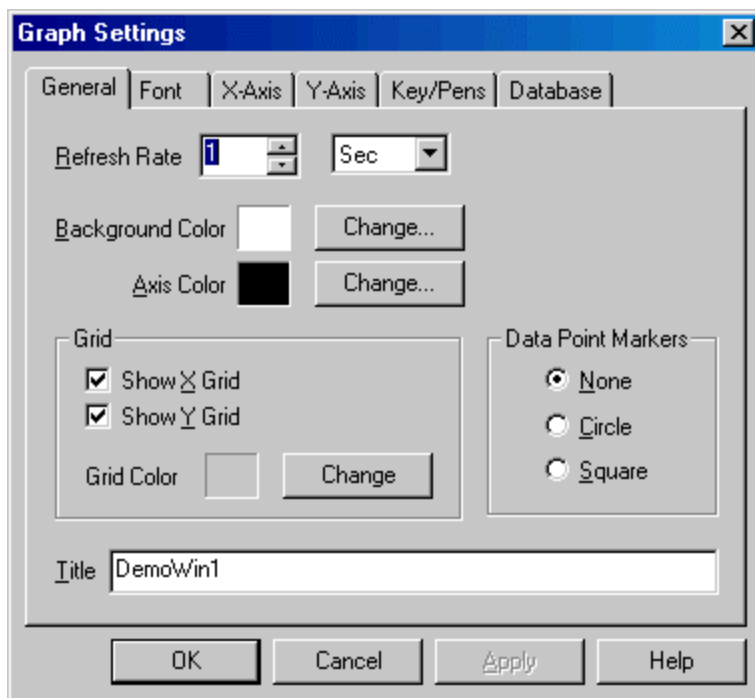 Graph Settings
General Font X-Axis Y-Axis Key/Pens Database
Refresh Rate 1 Sec
Background Color Change...
Axis Color Change...
Grid
Show X Grid
Show Y Grid
Grid Color Change
Data Point Markers
None
Circle
Square
Title DemoWin1
OK Cancel Apply Help